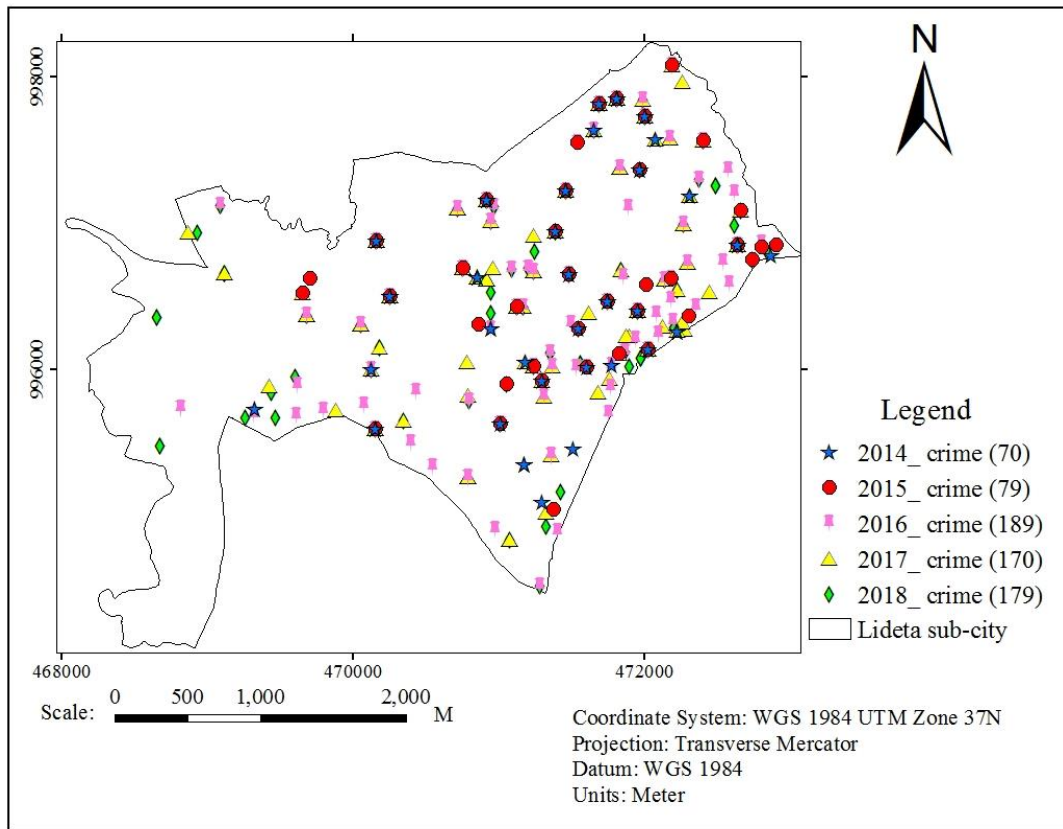 N
998000
996000
468000
470000
472000
Legend
2014_ crime (70)
2015_ crime (79)
2016_ crime (189)
2017_ crime (170)
2018_ crime (179)
Lideta sub-city
0 500 1,000 2,000
Scale: M
Coordinate System: WGS 1984 UTM Zone 37N
Projection: Transverse Mercator
Datum: WGS 1984
Units: Meter